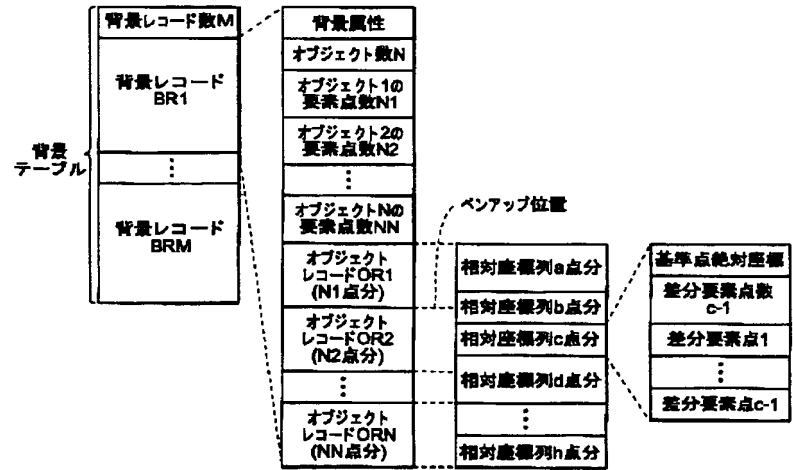 背景レコード数M
背景レコード
BR1
⋮
背景レコード
BRM
背景
テーブル
背景属性
オブジェクト数N
オブジェクト1の
要素点数N1
オブジェクト2の
要素点数N2
⋮
オブジェクトNの
要素点数NN
オブジェクト
レコードOR1
(N1点分)
オブジェクト
レコードOR2
(N2点分)
⋮
オブジェクト
レコードORN
(NN点分)
ペンアップ位置
相対座標列a点分
相対座標列b点分
相対座標列c点分
相対座標列d点分
⋮
相対座標列h点分
基準点絶対座標
差分要素点数
c-1
差分要素点1
⋮
差分要素点c-1